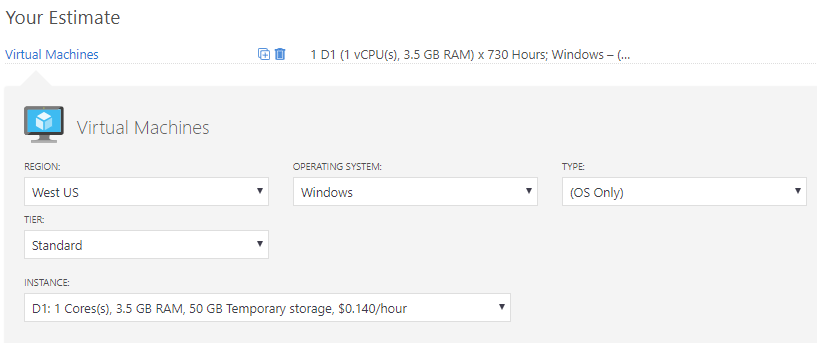 Your Estimate
Virtual Machines 1 D1 (1 vCPU(s), 3.5 GB RAM) x 730 Hours; Windows – (...
Virtual Machines
REGION: OPERATING SYSTEM: TYPE:
West US Windows (OS Only)
TIER:
Standard
INSTANCE:
D1: 1 Cores(s), 3.5 GB RAM, 50 GB Temporary storage, $0.140/hour